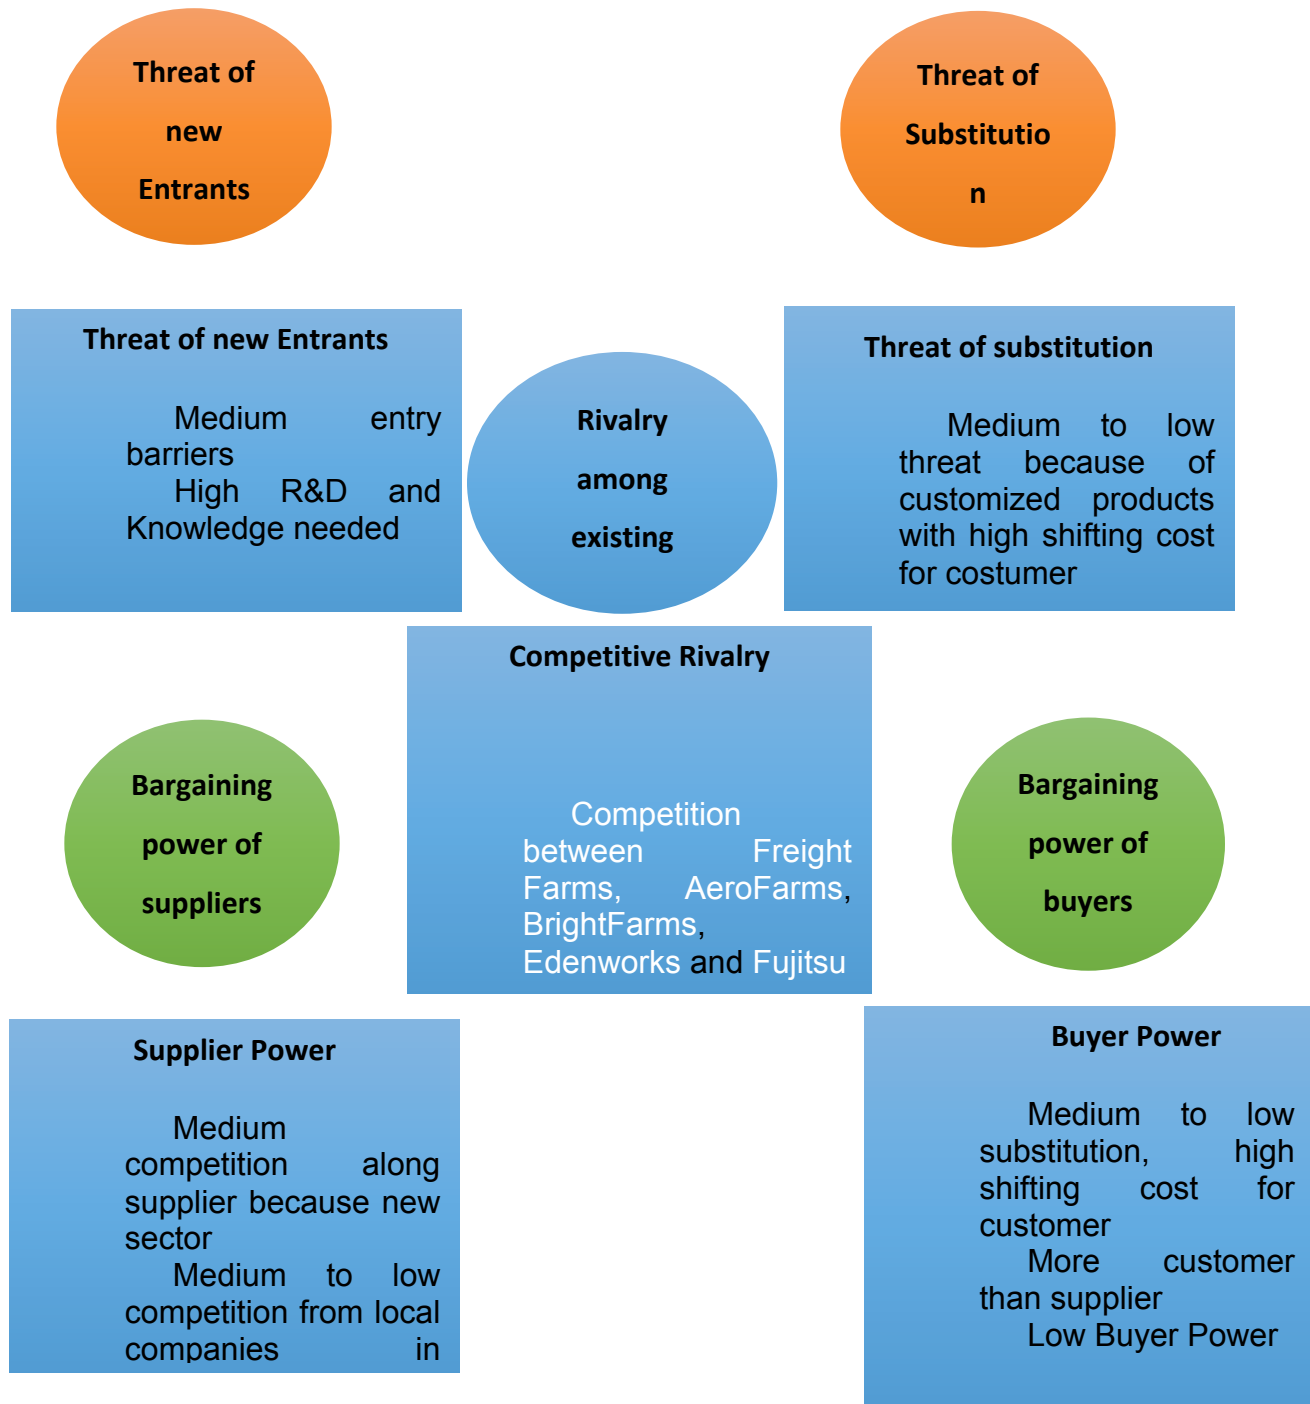 Threat of
new
Entrants
Threat of
Substitutio
n
Threat of new Entrants
Medium entry
barriers
High R&D and
Knowledge needed
Rivalry
among
existing
Threat of substitution
Medium to low
threat because of
customized products
with high shifting cost
for costumer
Competitive Rivalry
Competition
between Freight
Farms, AeroFarms,
BrightFarms,
Edenworks and Fujitsu
Bargaining
power of
suppliers
Bargaining
power of
buyers
Supplier Power
Medium
competition along
supplier because new
sector
Medium to low
competition from local
companies in
Buyer Power
Medium to low
substitution, high
shifting cost for
customer
More customer
than supplier
Low Buyer Power